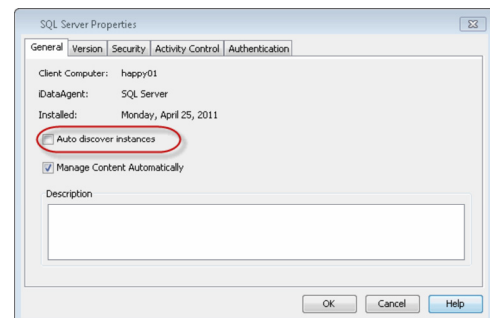 SQL Server Properties
General Version Security Activity Control Authentication
Client Computer: happy01
iDataAgent: SQL Server
Installed: Monday, April 25, 2011
Auto discover instances
Manage Content Automatically
Description
OK Cancel Help